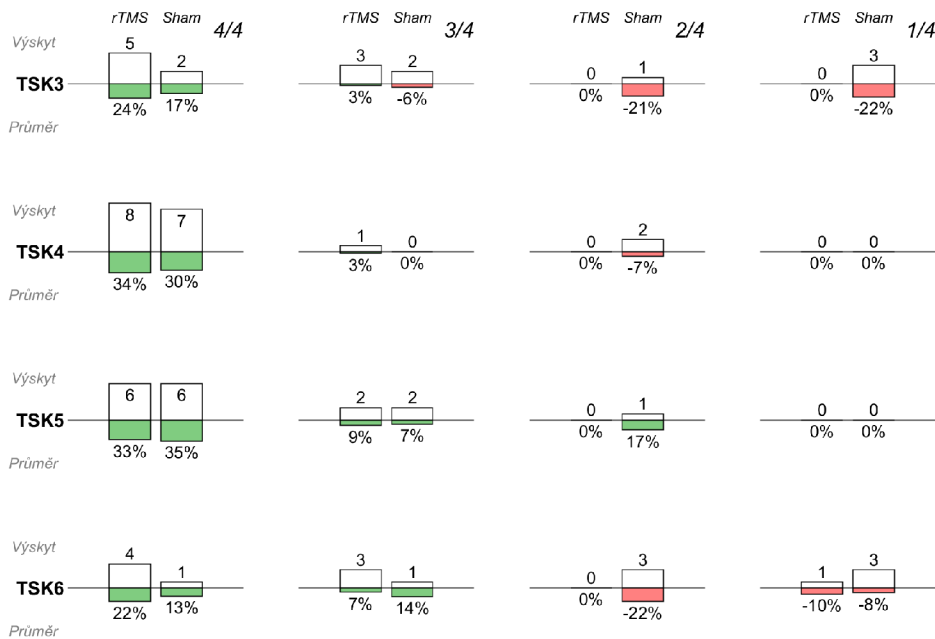 rTMS Sham 4/4 rTMS Sham 3/4 rTMS Sham 2/4 rTMS Sham 1/4
Výskyt 5 2 3 2 0 1 0 3
TSK3
24% 17% 3% -6% 0% -21% 0% -22%
Průměr
Výskyt 8 7 1 0 0 2 0 0
TSK4
34% 30% 3% 0% 0% -7% 0% 0%
Průměr
Výskyt 6 6 2 2 0 1 0 0
TSK5
33% 35% 9% 7% 0% 17% 0% 0%
Průměr
Výskyt 4 1 3 1 0 3 1 3
TSK6
22% 13% 7% 14% 0% -22% -10% -8%
Průměr